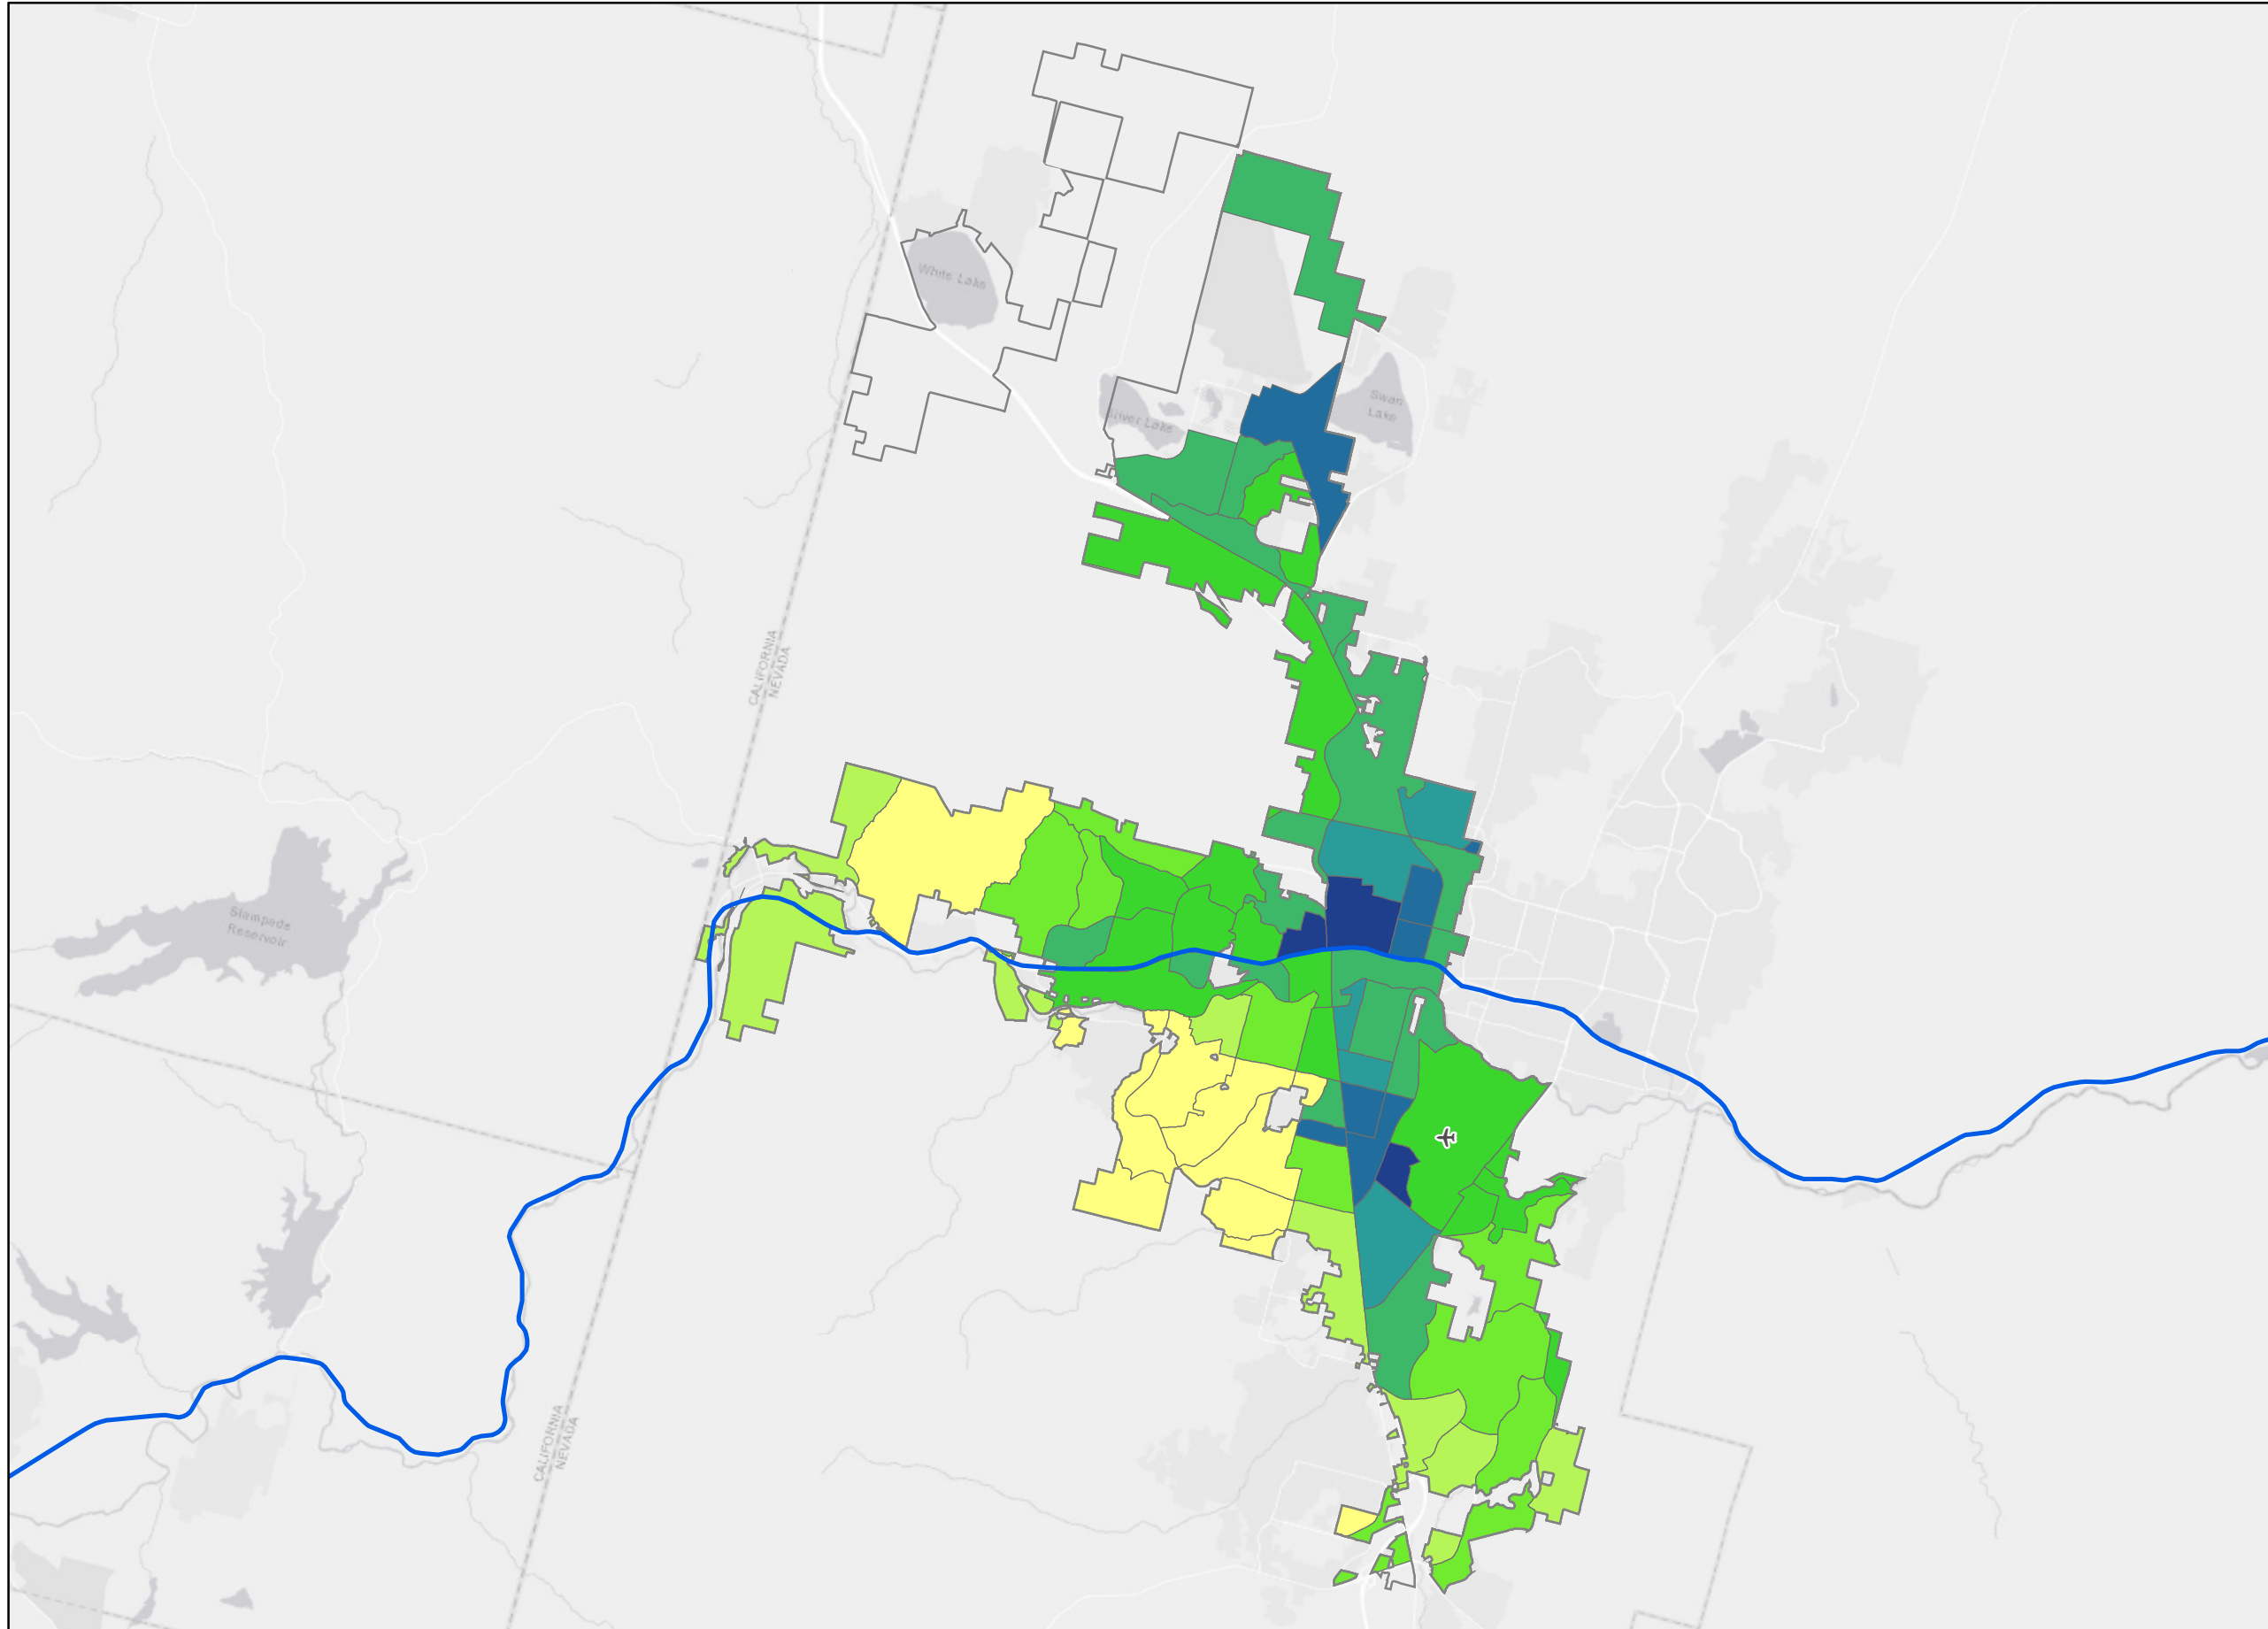 White Lake
Silver Lake
Swan
Lake
CALIFORNIA
NEVADA
Stampede
Reservoir
CALIFORNIA
NEVADA